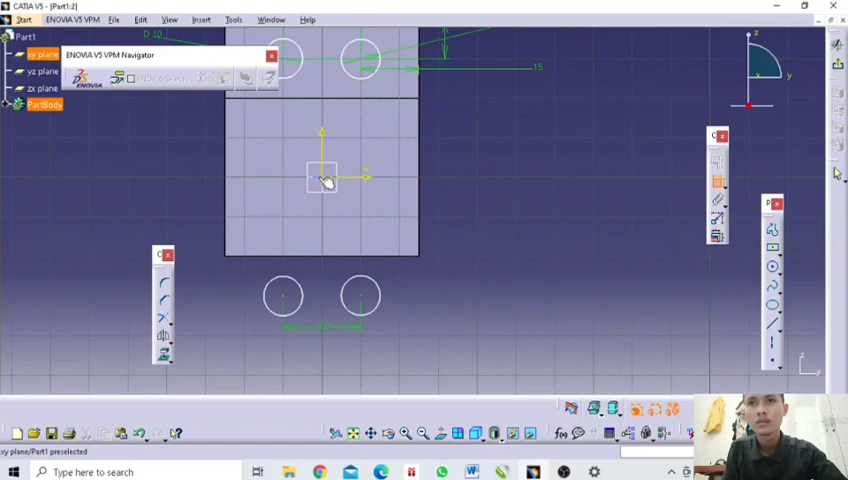 CATIA V5 - [Part1:2]
Start ENOVIA V5 VPM File Edit View Insert Tools Window Help
Part1
xy plane
yz plane
zx plane
PartBody
ENOVIA V5 VPM Navigator
D 10
15
z
x
y
H
P
z
y
xy plane/Part1 preselected
Type here to search